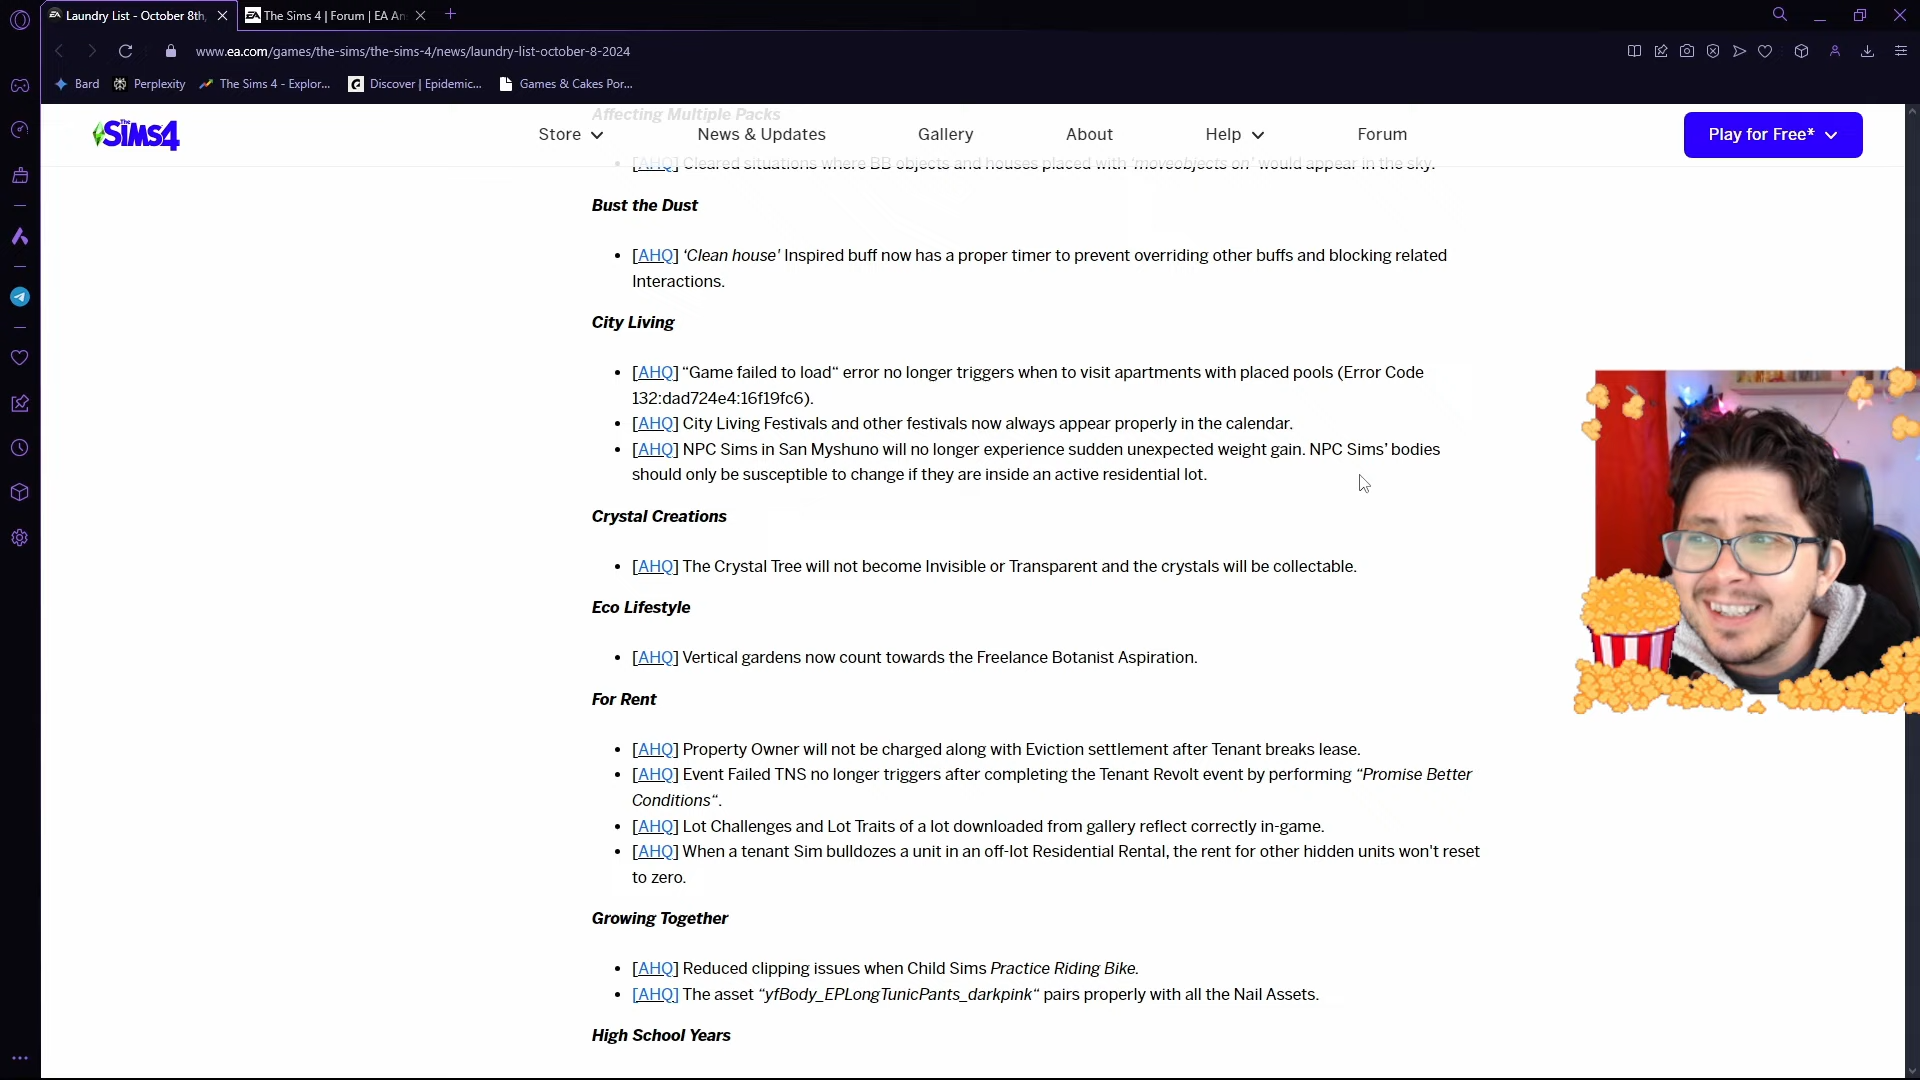 Laundry List - October 8th,
The Sims 4 | Forum | EA An
www.ea.com/games/the-sims/the-sims-4/news/laundry-list-october-8-2024
Bard
Perplexity
The Sims 4 - Explor...
Discover | Epidemic...
Games & Cakes Por...
Affecting Multiple Packs
The SIMS4
Store
News & Updates
Gallery
About
Help
Forum
Play for Free*
[AHQ] Cleared situations where BB objects and houses placed with ‘moveobjects on’ would appear in the sky.
Bust the Dust
[AHQ] ‘Clean house’ Inspired buff now has a proper timer to prevent overriding other buffs and blocking related
Interactions.
City Living
[AHQ] “Game failed to load“ error no longer triggers when to visit apartments with placed pools (Error Code
132:dad724e4:16f19fc6).
[AHQ] City Living Festivals and other festivals now always appear properly in the calendar.
[AHQ] NPC Sims in San Myshuno will no longer experience sudden unexpected weight gain. NPC Sims’ bodies
should only be susceptible to change if they are inside an active residential lot.
Crystal Creations
[AHQ] The Crystal Tree will not become Invisible or Transparent and the crystals will be collectable.
Eco Lifestyle
[AHQ] Vertical gardens now count towards the Freelance Botanist Aspiration.
For Rent
[AHQ] Property Owner will not be charged along with Eviction settlement after Tenant breaks lease.
[AHQ] Event Failed TNS no longer triggers after completing the Tenant Revolt event by performing “Promise Better
Conditions“.
[AHQ] Lot Challenges and Lot Traits of a lot downloaded from gallery reflect correctly in-game.
[AHQ] When a tenant Sim bulldozes a unit in an off-lot Residential Rental, the rent for other hidden units won't reset
to zero.
Growing Together
[AHQ] Reduced clipping issues when Child Sims Practice Riding Bike.
[AHQ] The asset “yfBody_EPLongTunicPants_darkpink“ pairs properly with all the Nail Assets.
High School Years